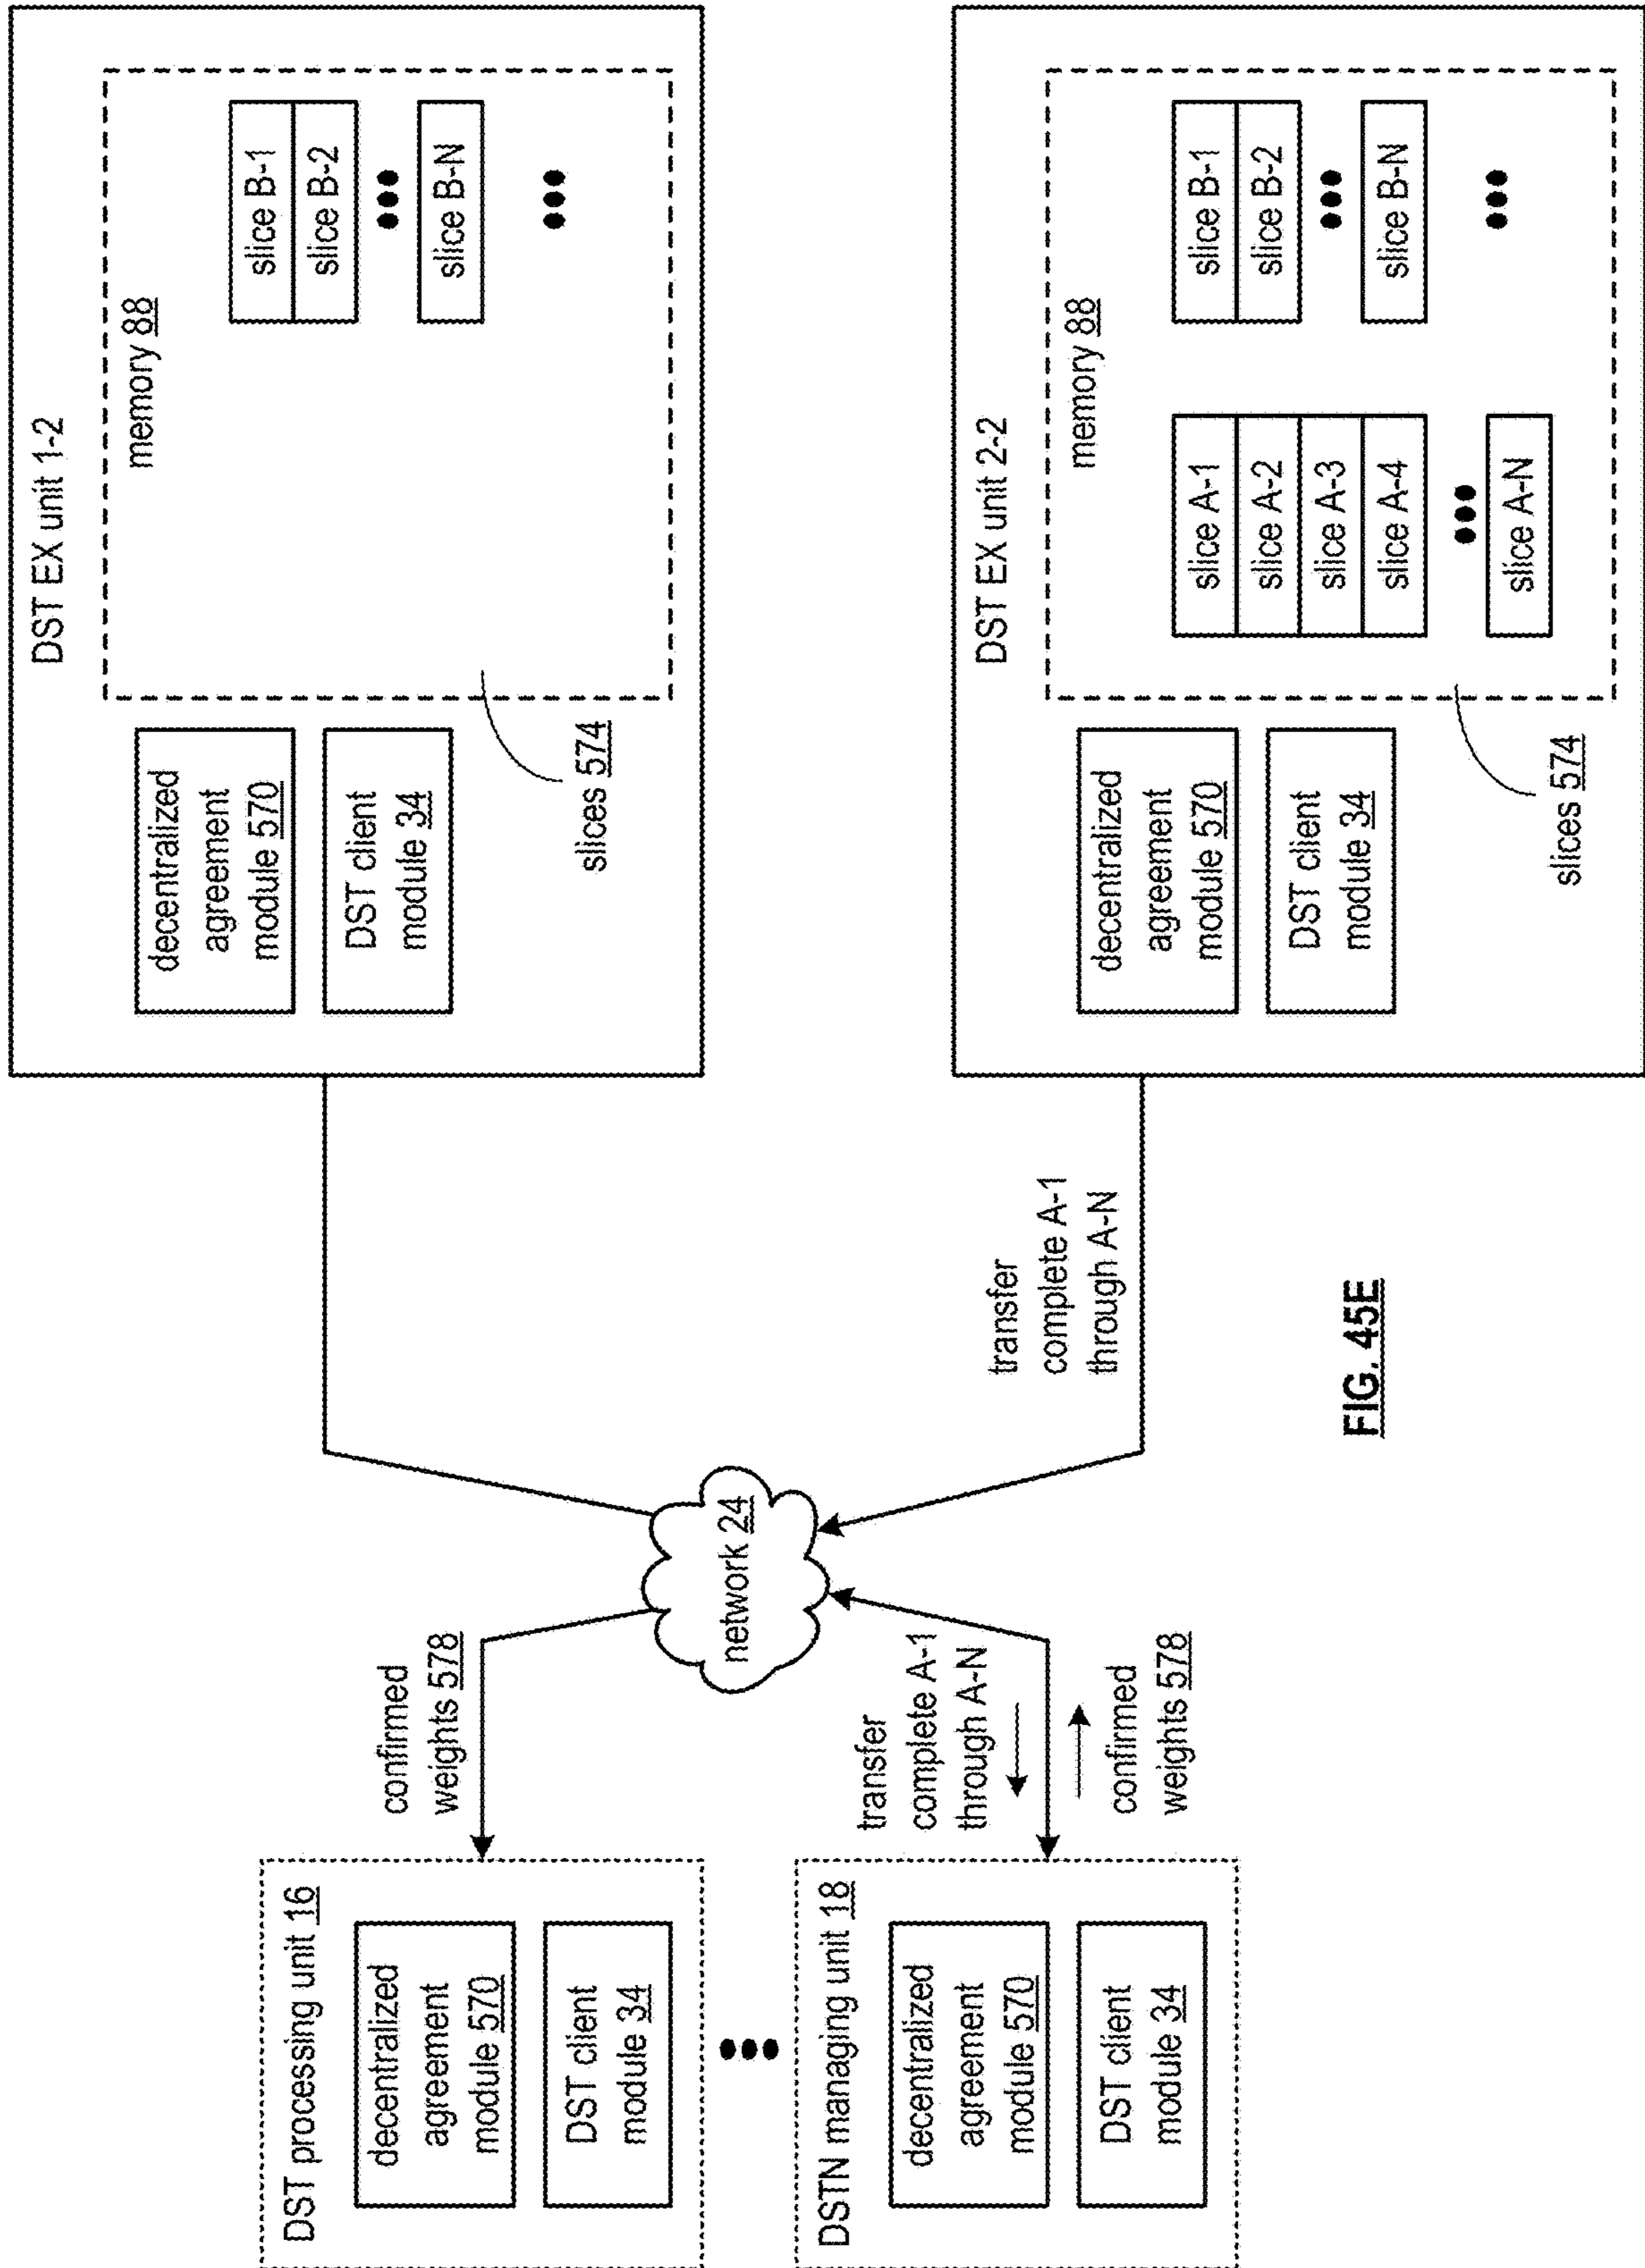 DST processing unit 16
decentralized
agreement
module 570
DST client
module 34
DSTN managing unit 18
decentralized
agreement
module 570
DST client
module 34
confirmed
weights 578
transfer
complete A-1
through A-N
confirmed
weights 578
network 24
transfer
complete A-1
through A-N
DST EX unit 1-2
decentralized
agreement
module 570
DST client
module 34
slices 574
memory 88
slice B-1
slice B-2
slice B-N
DST EX unit 2-2
decentralized
agreement
module 570
DST client
module 34
slices 574
memory 88
slice A-1
slice A-2
slice A-3
slice A-4
slice A-N
slice B-1
slice B-2
slice B-N
FIG. 45E